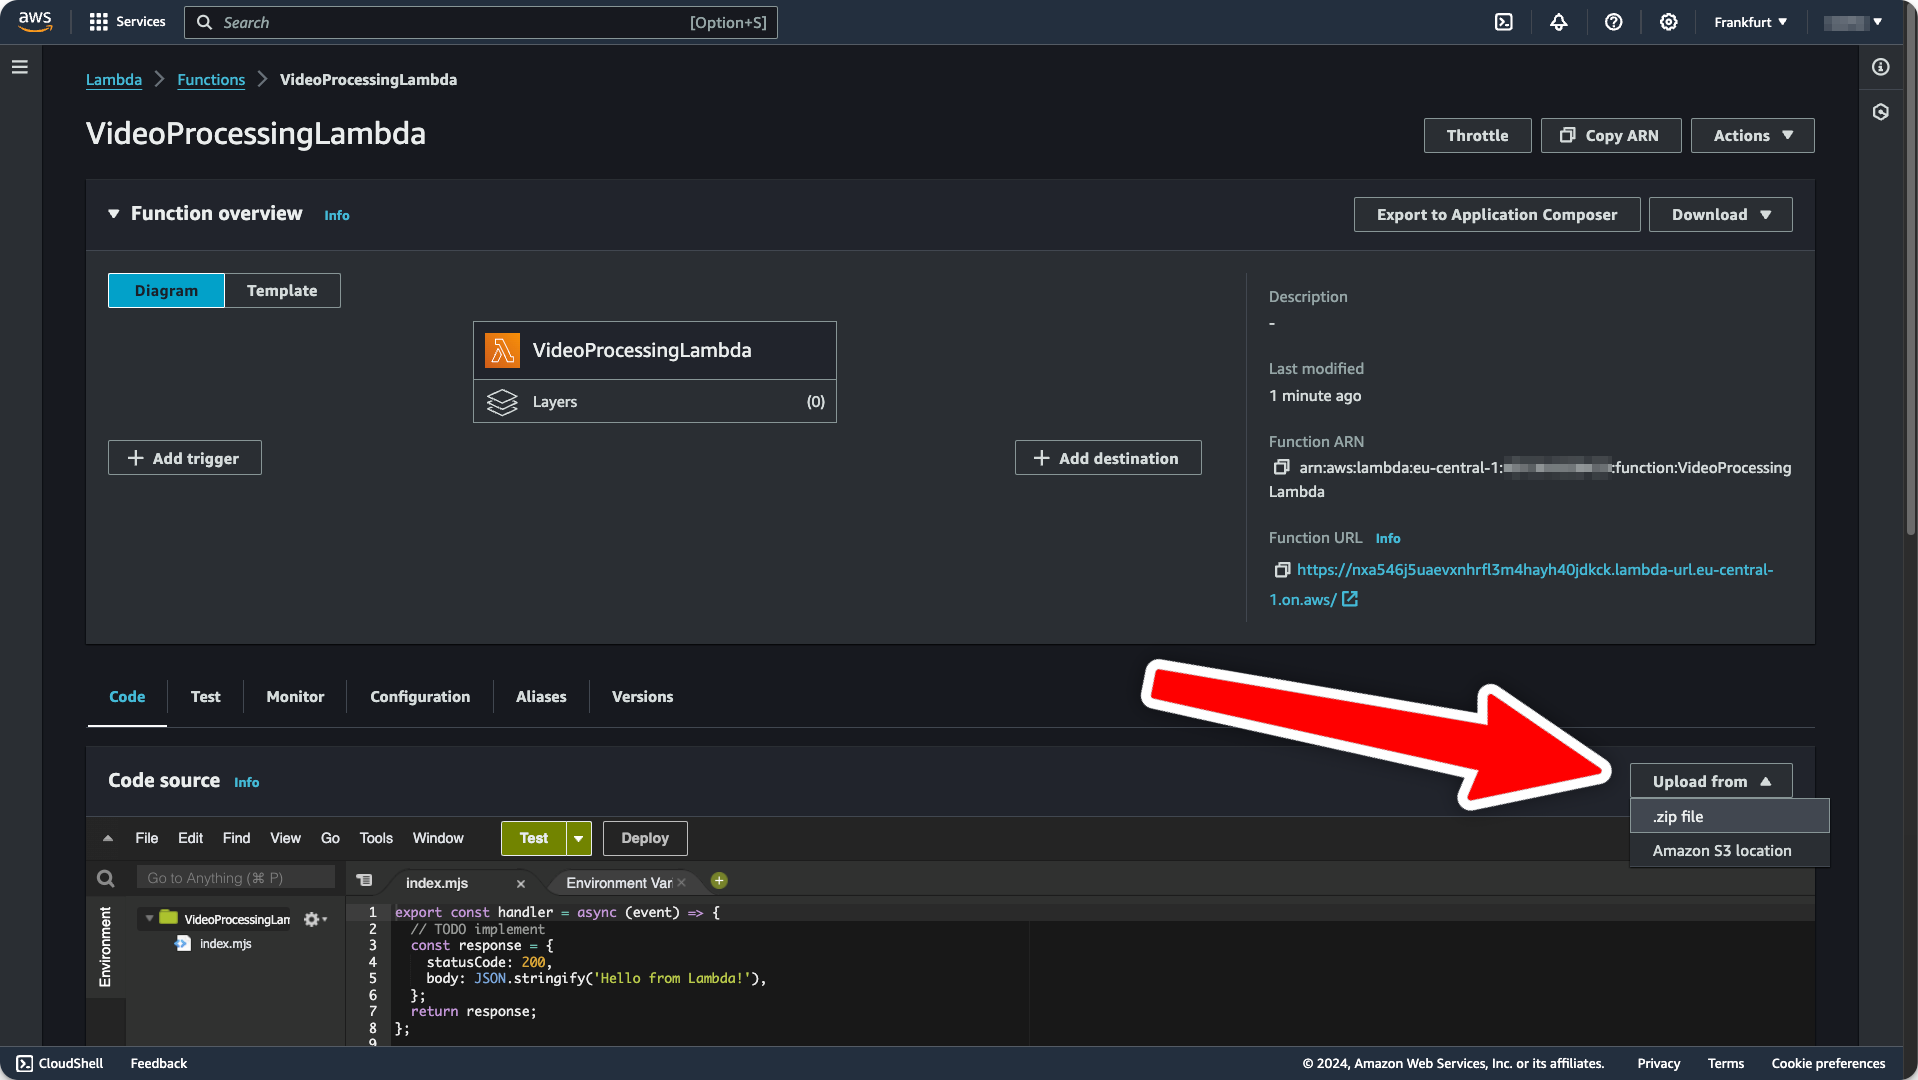 aws
Services
Search
[Option+S]
Frankfurt
Lambda
Functions
VideoProcessingLambda
VideoProcessingLambda
Throttle
Copy ARN
Actions
Function overview
Info
Export to Application Composer
Download
Diagram
Template
VideoProcessingLambda
Layers
(0)
Add trigger
Add destination
Description
-
Last modified
1 minute ago
Function ARN
arn:aws:lambda:eu-central-1:
:function:VideoProcessing
Lambda
Function URL
Info
https://nxa546j5uaevxnhrfl3m4hayh40jdkck.lambda-url.eu-central-
1.on.aws/
Code
Test
Monitor
Configuration
Aliases
Versions
Code source
Info
Upload from
.zip file
Amazon S3 location
File
Edit
Find
View
Go
Tools
Window
Test
Deploy
Go to Anything (⌘ P)
index.mjs
Environment Var
Environment
VideoProcessingLam
index.mjs
1 export const handler = async (event) => {
2 // TODO implement
3 const response = {
4 statusCode: 200,
5 body: JSON.stringify('Hello from Lambda!'),
6 };
7 return response;
8 };
9
CloudShell
Feedback
© 2024, Amazon Web Services, Inc. or its affiliates.
Privacy
Terms
Cookie preferences